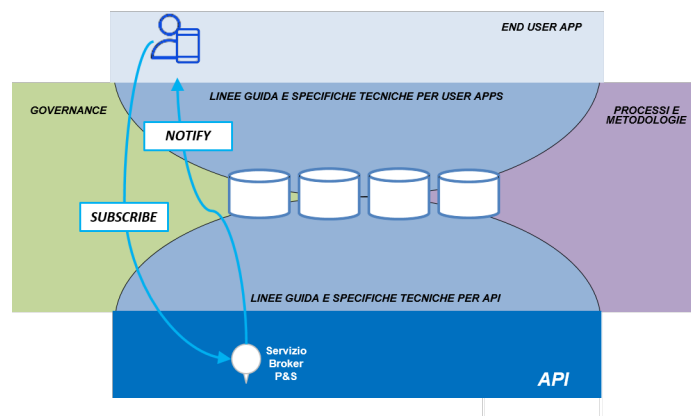 END USER APP
LINEE GUIDA E SPECIFICHE TECNICHE PER USER APPS
GOVERNANCE
PROCESSI E
METODOLOGIE
NOTIFY
SUBSCRIBE
LINEE GUIDA E SPECIFICHE TECNICHE PER API
Servizio
Broker
P&S
API